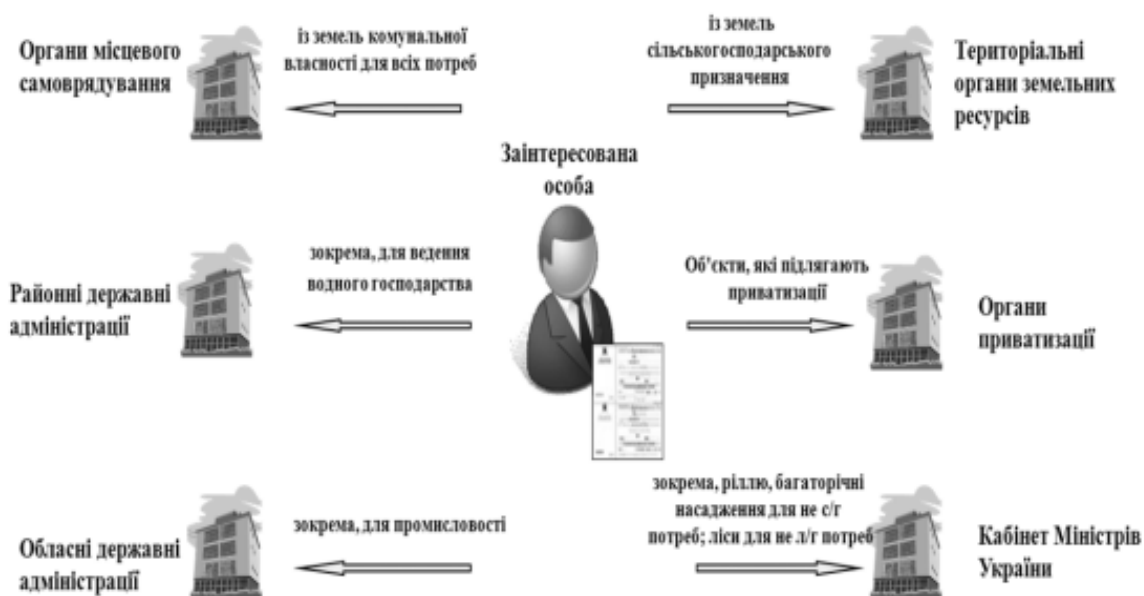 Органи місцевого
самоврядування
із земель комунальної
власності для всіх потреб
із земель
сільськогосподарського
призначення
Територіальні
органи земельних
ресурсів
Заінтересована
особа
Районні державні
адміністрації
зокрема, для ведення
водного господарства
Об’єкти, які підлягають
приватизації
Органи
приватизації
Обласні державні
адміністрації
зокрема, для промисловості
зокрема, ріллю, багаторічні
насадження для не с/г
потреб; ліси для не л/г потреб
Кабінет Міністрів
України